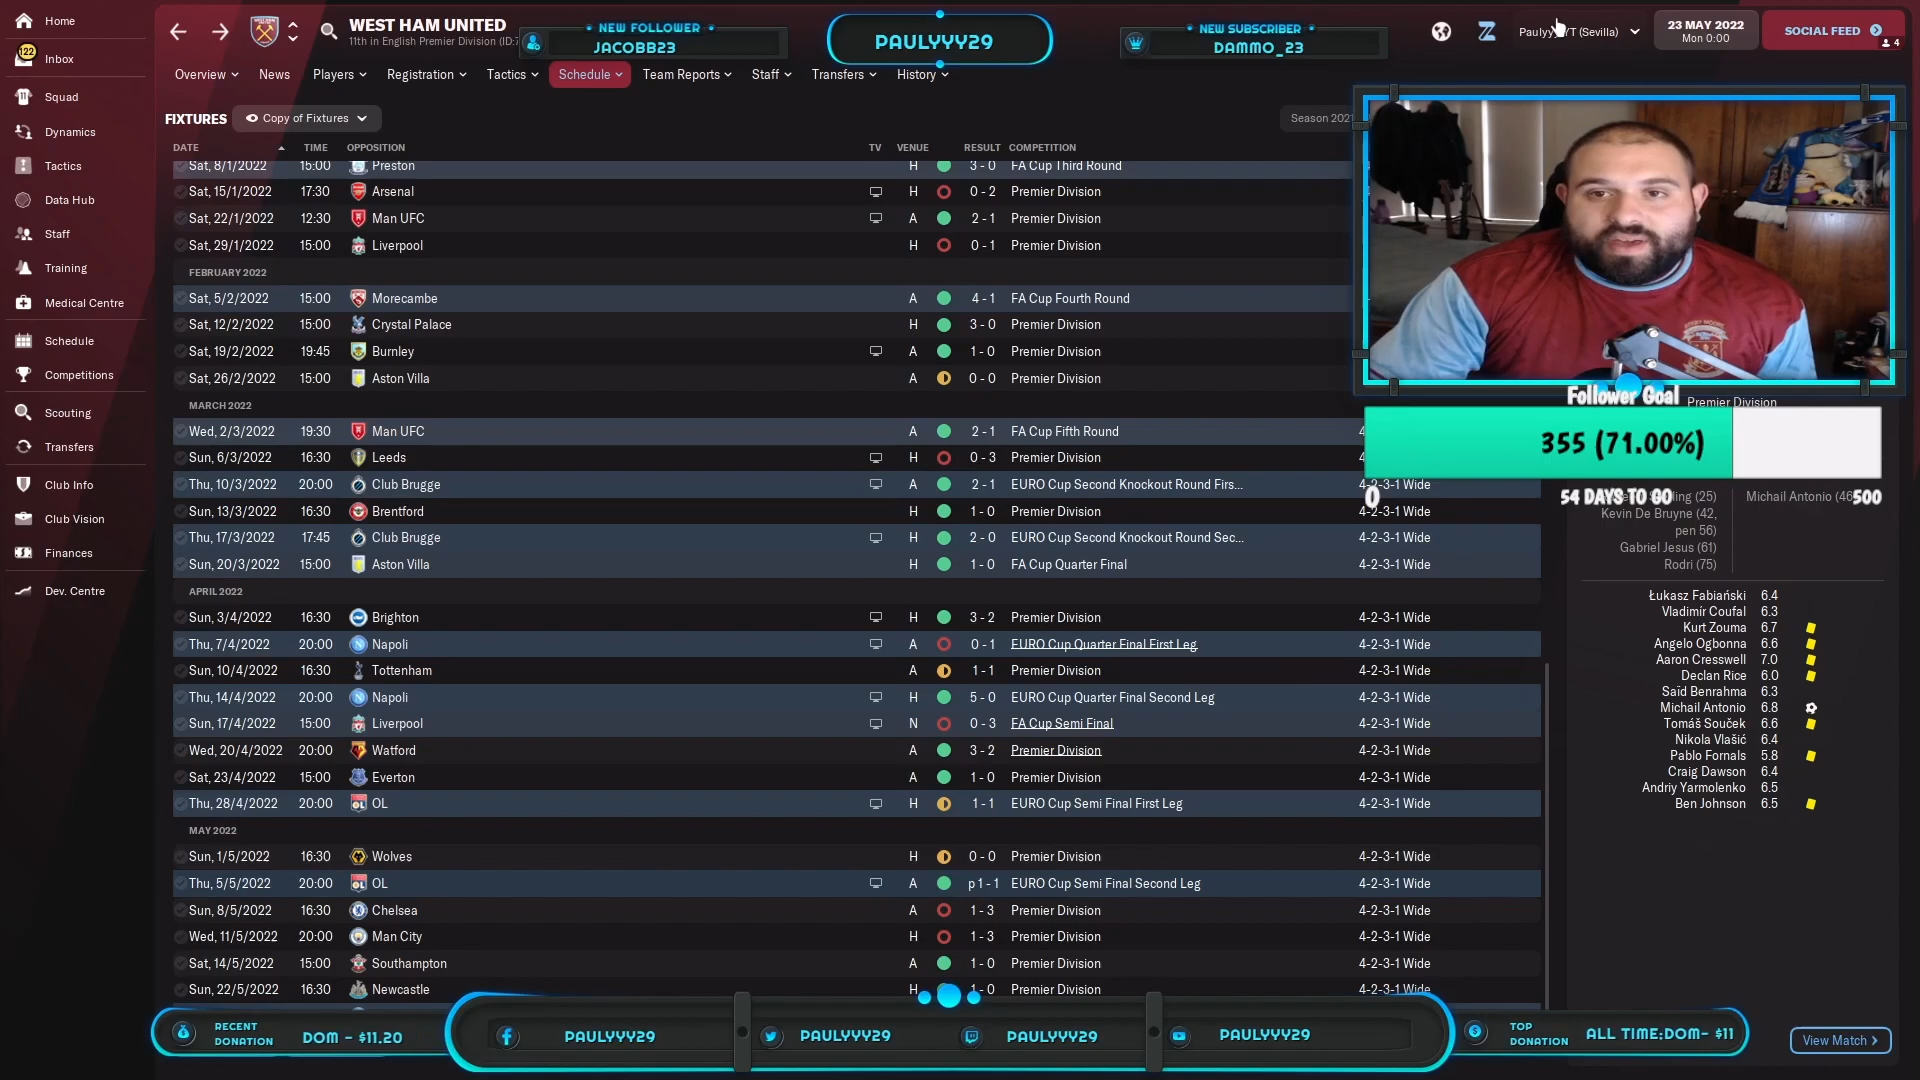 WEST HAM UNITED
11th in English Premier Division (ID:7
NEW FOLLOWER
JACOBB23
PAULYYY29
NEW SUBSCRIBER
DAMMO_23
(Sevilla)
23 MAY 2022
Mon 0:00
SOCIAL FEED
4
Overview
News
Players
Registration
Tactics
Schedule
Team Reports
Staff
Transfers
History
Home
122
Inbox
Squad
Dynamics
Tactics
Data Hub
Staff
Training
Medical Centre
Schedule
Competitions
Scouting
Transfers
Club Info
Club Vision
Finances
Dev. Centre
FIXTURES
Copy of Fixtures
Season 2021
DATE TIME OPPOSITION TV VENUE RESULT COMPETITION
Sat, 8/1/2022 15:00 Preston H 3 - 0 FA Cup Third Round
Sat, 15/1/2022 17:30 Arsenal H 0 - 2 Premier Division
Sat, 22/1/2022 12:30 Man UFC A 2 - 1 Premier Division
Sat, 29/1/2022 15:00 Liverpool H 0 - 1 Premier Division
FEBRUARY 2022
Sat, 5/2/2022 15:00 Morecambe A 4 - 1 FA Cup Fourth Round
Sat, 12/2/2022 15:00 Crystal Palace H 3 - 0 Premier Division
Sat, 19/2/2022 19:45 Burnley A 1 - 0 Premier Division
Sat, 26/2/2022 15:00 Aston Villa A 0 - 0 Premier Division
MARCH 2022
Wed, 2/3/2022 19:30 Man UFC A 2 - 1 FA Cup Fifth Round 4
Sun, 6/3/2022 16:30 Leeds H 0 - 3 Premier Division 4
Thu, 10/3/2022 20:00 Club Brugge A 2 - 1 EURO Cup Second Knockout Round Firs... 4-2-3-1 Wide
Sun, 13/3/2022 16:30 Brentford H 1 - 0 Premier Division 4-2-3-1 Wide
Thu, 17/3/2022 17:45 Club Brugge H 2 - 0 EURO Cup Second Knockout Round Sec... 4-2-3-1 Wide
Sun, 20/3/2022 15:00 Aston Villa H 1 - 0 FA Cup Quarter Final 4-2-3-1 Wide
APRIL 2022
Sun, 3/4/2022 16:30 Brighton H 3 - 2 Premier Division 4-2-3-1 Wide
Thu, 7/4/2022 20:00 Napoli A 0 - 1 EURO Cup Quarter Final First Leg 4-2-3-1 Wide
Sun, 10/4/2022 16:30 Tottenham A 1 - 1 Premier Division 4-2-3-1 Wide
Thu, 14/4/2022 20:00 Napoli H 5 - 0 EURO Cup Quarter Final Second Leg 4-2-3-1 Wide
Sun, 17/4/2022 15:00 Liverpool N 0 - 3 FA Cup Semi Final 4-2-3-1 Wide
Wed, 20/4/2022 20:00 Watford A 3 - 2 Premier Division 4-2-3-1 Wide
Sat, 23/4/2022 15:00 Everton A 1 - 0 Premier Division 4-2-3-1 Wide
Thu, 28/4/2022 20:00 OL H 1 - 1 EURO Cup Semi Final First Leg 4-2-3-1 Wide
MAY 2022
Sun, 1/5/2022 16:30 Wolves H 0 - 0 Premier Division 4-2-3-1 Wide
Thu, 5/5/2022 20:00 OL A p 1 - 1 EURO Cup Semi Final Second Leg 4-2-3-1 Wide
Sun, 8/5/2022 16:30 Chelsea A 1 - 3 Premier Division 4-2-3-1 Wide
Wed, 11/5/2022 20:00 Man City H 1 - 3 Premier Division 4-2-3-1 Wide
Sat, 14/5/2022 15:00 Southampton A 1 - 0 Premier Division 4-2-3-1 Wide
Sun, 22/5/2022 16:30 Newcastle H 1 - 0 Premier Division 4-2-3-1 Wide
Follower Goal
Premier Division
355 (71.00%)
0 54 DAYS TO GO 500
(25) Michail Antonio (46
Kevin De Bruyne (42,
pen 56)
Gabriel Jesus (61)
Rodri (75)
Łukasz Fabiański 6.4
Vladimír Coufal 6.3
Kurt Zouma 6.7
Angelo Ogbonna 6.6
Aaron Cresswell 7.0
Declan Rice 6.0
Saïd Benrahma 6.3
Michail Antonio 6.8
Tomáš Souček 6.6
Nikola Vlašić 6.4
Pablo Fornals 5.8
Craig Dawson 6.4
Andriy Yarmolenko 6.5
Ben Johnson 6.5
RECENT
DONATION
DOM - $11.20
PAULYYY29
PAULYYY29
PAULYYY29
PAULYYY29
TOP
DONATION
ALL TIME:DOM- $11
View Match